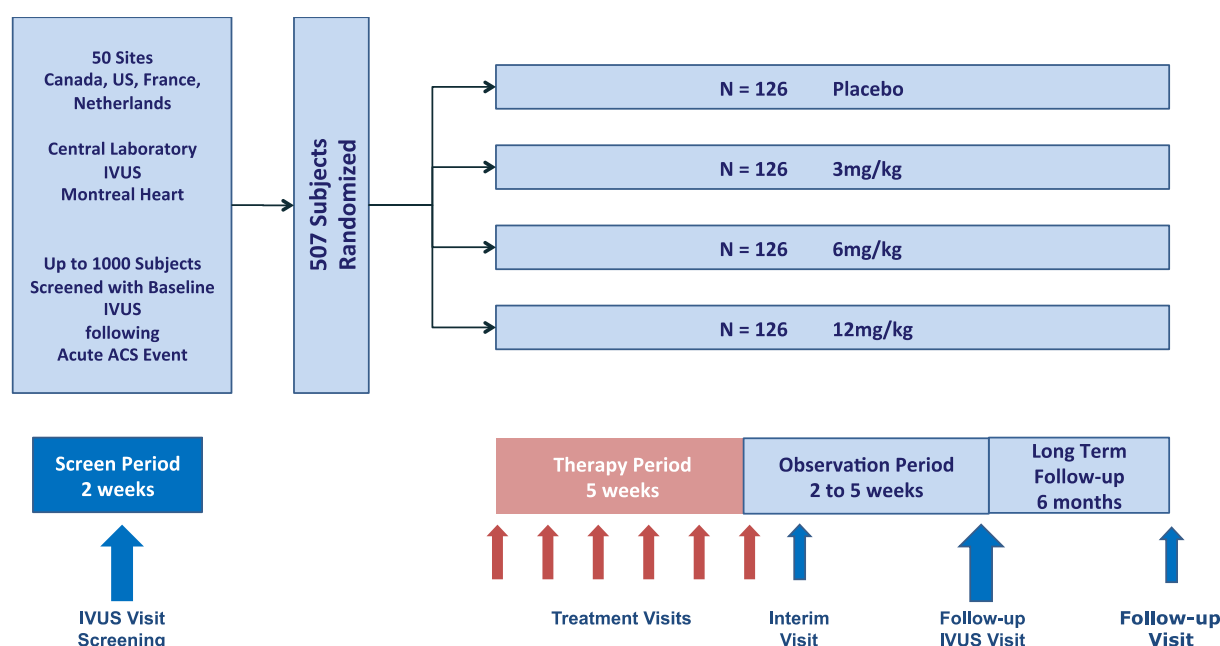 50 Sites
Canada, US, France,
Netherlands
Central Laboratory
IVUS
Montreal Heart
Up to 1000 Subjects
Screened with Baseline
IVUS
following
Acute ACS Event
507 Subjects
Randomized
N = 126 Placebo
N = 126 3mg/kg
N = 126 6mg/kg
N = 126 12mg/kg
Screen Period
2 weeks
Therapy Period
5 weeks
Observation Period
2 to 5 weeks
Long Term
Follow-up
6 months
IVUS Visit
Screening
Treatment Visits
Interim
Visit
Follow-up
IVUS Visit
Follow-up
Visit